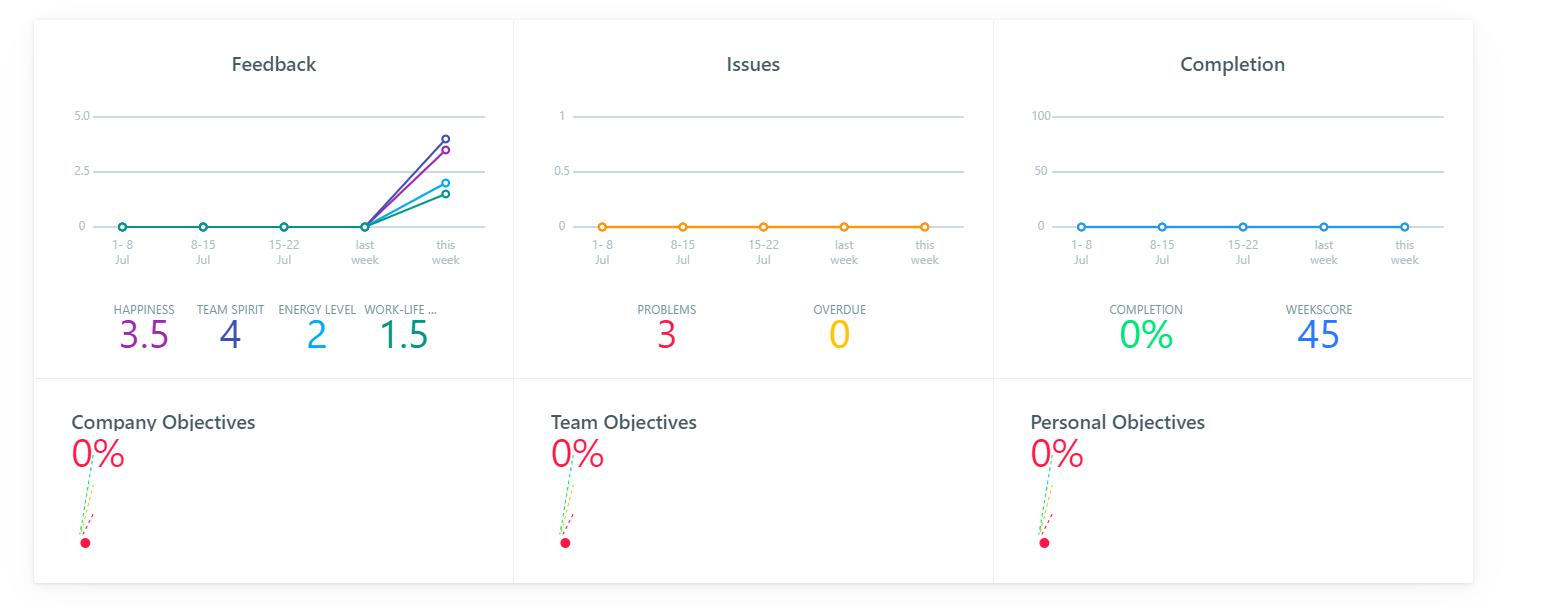 Feedback
5.0
2.5
0
1- 8 Jul
8-15 Jul
15-22 Jul
last week
this week
HAPPINESS
3.5
TEAM SPIRIT
4
ENERGY LEVEL
2
WORK-LIFE ...
1.5
Issues
1
0.5
0
1- 8 Jul
8-15 Jul
15-22 Jul
last week
this week
PROBLEMS
3
OVERDUE
0
Completion
100
50
0
1- 8 Jul
8-15 Jul
15-22 Jul
last week
this week
COMPLETION
0%
WEEKSCORE
45
Company Objectives
0%
Team Objectives
0%
Personal Objectives
0%